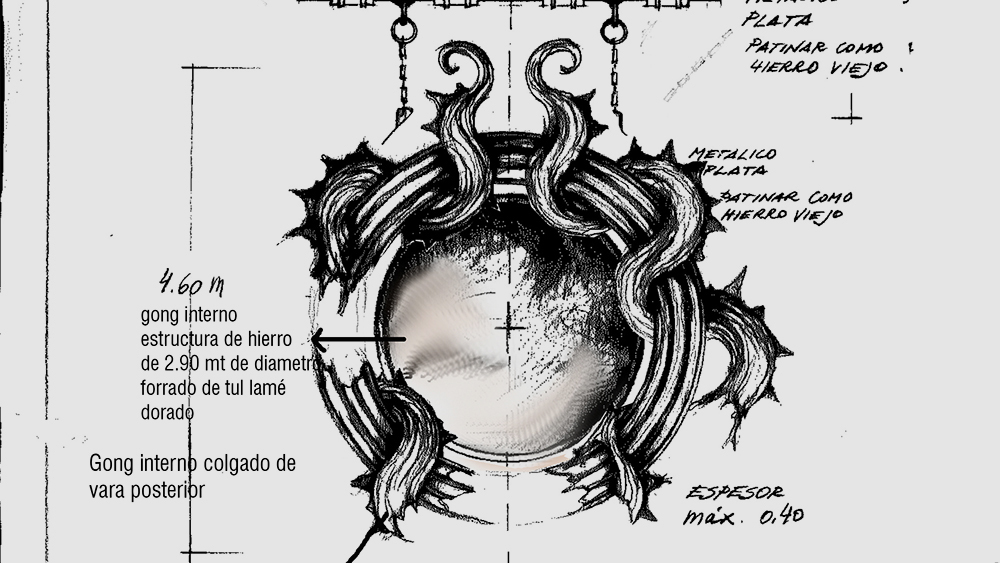 PLATA
PATINAR COMO
HIERRO VIEJO.
METALICO
PLATA
PATINAR COMO
HIERRO VIEJO
4.60 m
gong interno
estructura de hierro
de 2.90 mt de diametro
forrado de tul lamé
dorado
Gong interno colgado de
vara posterior
ESPESOR
máx. 0,40